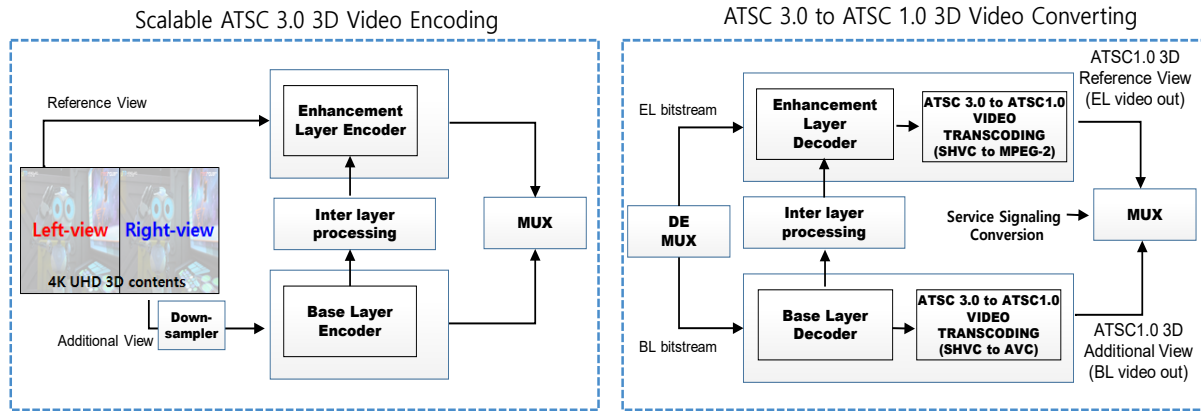 Scalable ATSC 3.0 3D Video Encoding
Reference View
Enhancement
Layer Encoder
Left-view
Right-view
4K UHD 3D contents
Inter layer
processing
MUX
Down-
sampler
Additional View
Base Layer
Encoder
ATSC 3.0 to ATSC 1.0 3D Video Converting
EL bitstream
Enhancement
Layer
Decoder
ATSC 3.0 to ATSC1.0
VIDEO
TRANSCODING
(SHVC to MPEG-2)
ATSC1.0 3D
Reference View
(EL video out)
DE
MUX
Inter layer
processing
Service Signaling
Conversion
MUX
BL bitstream
Base Layer
Decoder
ATSC 3.0 to ATSC1.0
VIDEO
TRANSCODING
(SHVC to AVC)
ATSC1.0 3D
Additional View
(BL video out)